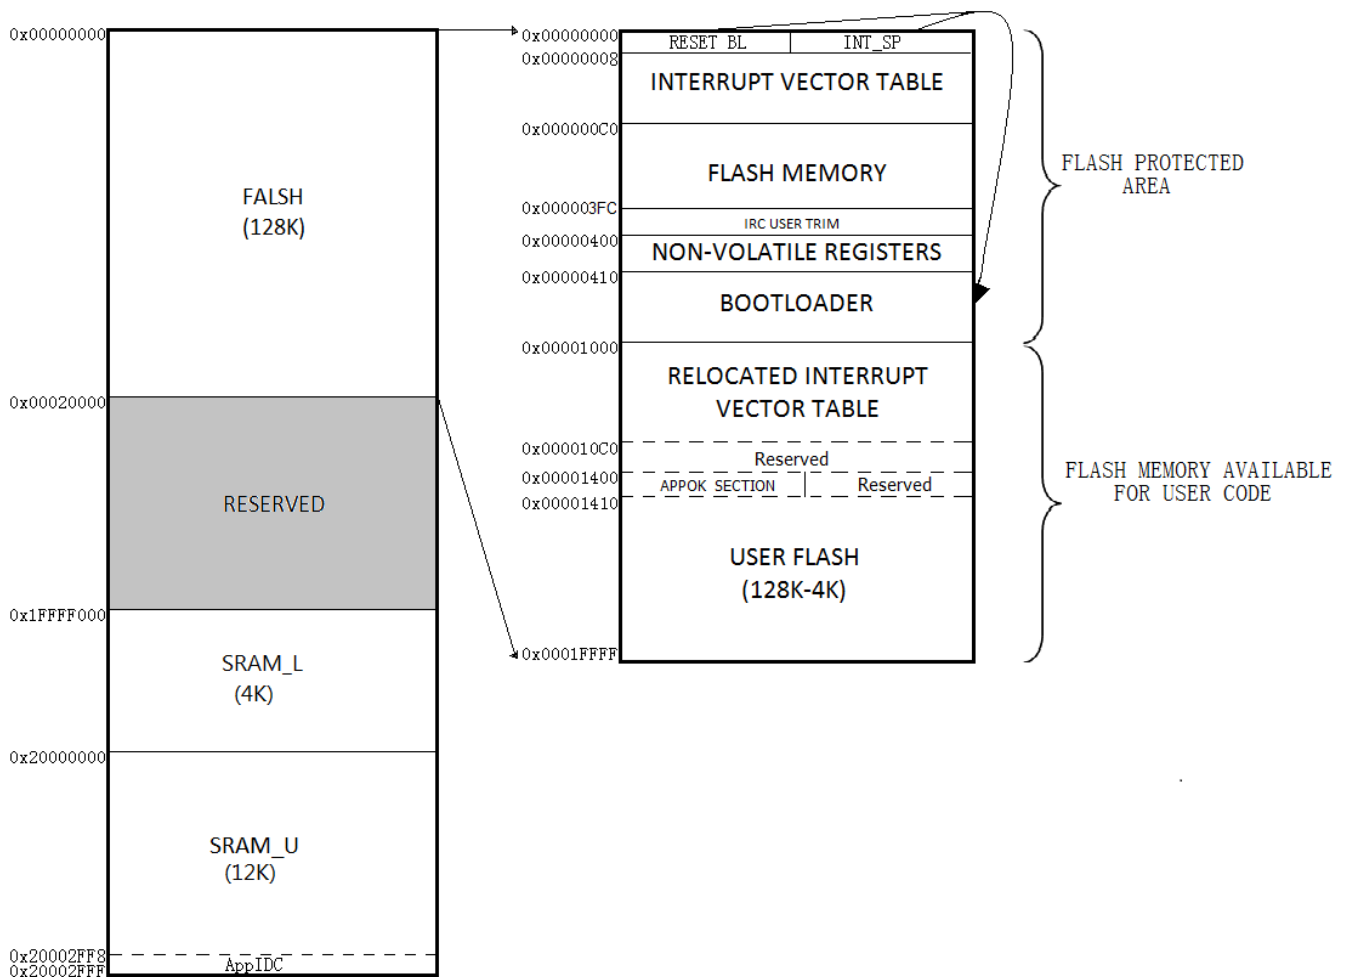 0x00000000
FALSH
(128K)
0x00020000
RESERVED
0x1FFFF000
SRAM_L
(4K)
0x20000000
SRAM_U
(12K)
0x20002FF8
AppIDC
0x20002FFF
0x00000000
RESET BL INT_SP
0x00000008
INTERRUPT VECTOR TABLE
0x000000C0
FLASH MEMORY
0x000003FC
IRC USER TRIM
0x00000400
NON-VOLATILE REGISTERS
0x00000410
BOOTLOADER
0x00001000
RELOCATED INTERRUPT
VECTOR TABLE
0x000010C0
Reserved
0x00001400
APPOK SECTION Reserved
0x00001410
USER FLASH
(128K-4K)
0x0001FFFF
FLASH PROTECTED
AREA
FLASH MEMORY AVAILABLE
FOR USER CODE